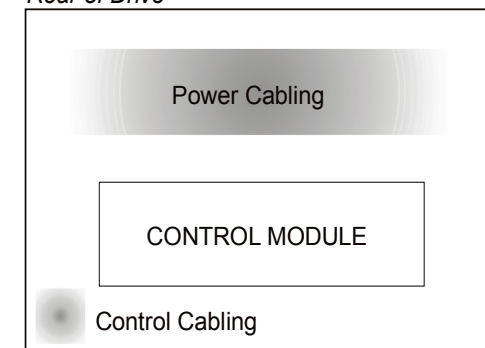 Rear of Drive
Power Cabling
CONTROL MODULE
Control Cabling